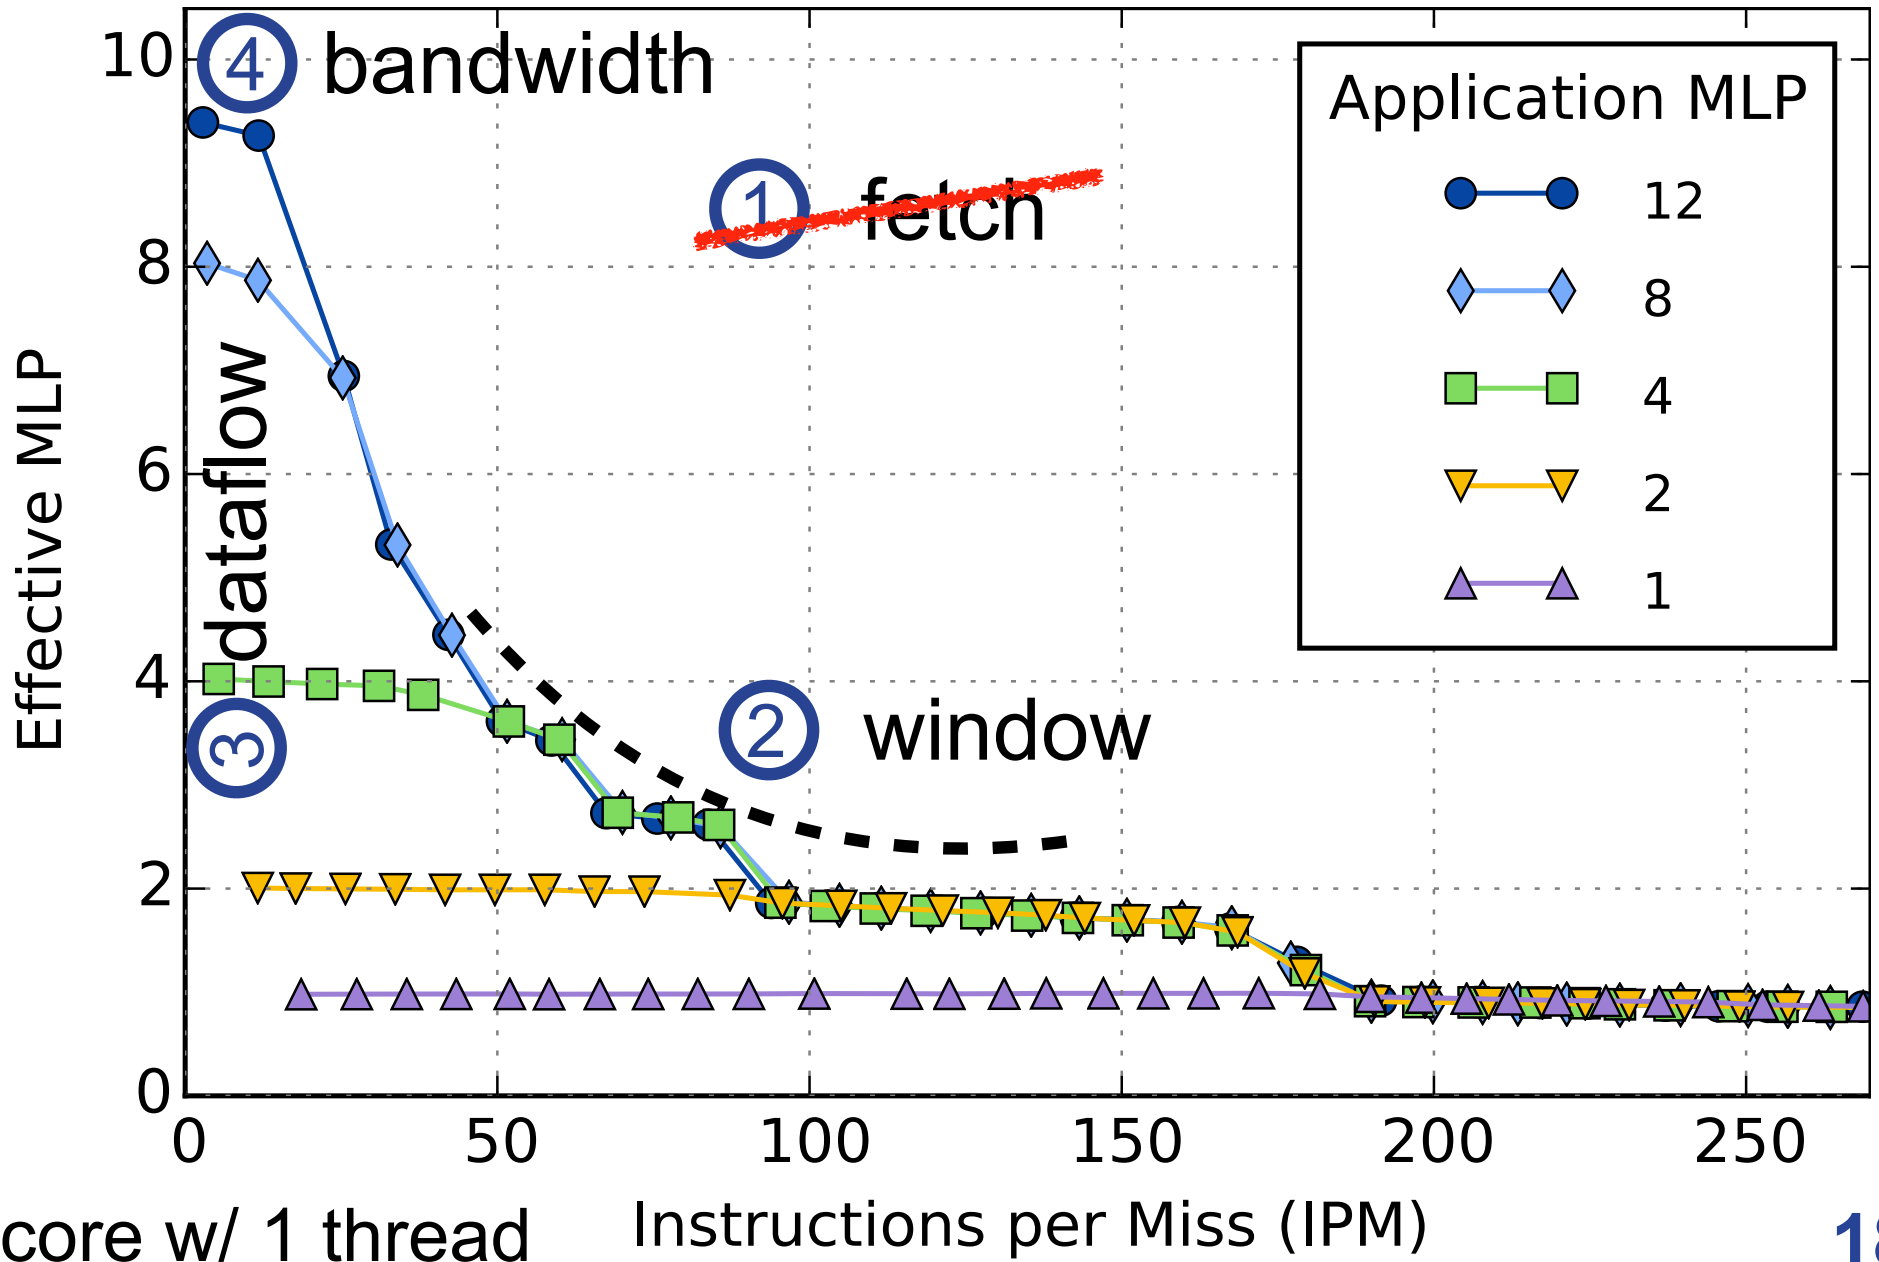 10
④ bandwidth
Application MLP
12
8
4
2
1
① fetch
8
dataflow
6
Effective MLP
4
③
② window
2
0
0 50 100 150 200 250
core w/ 1 thread
Instructions per Miss (IPM)
18